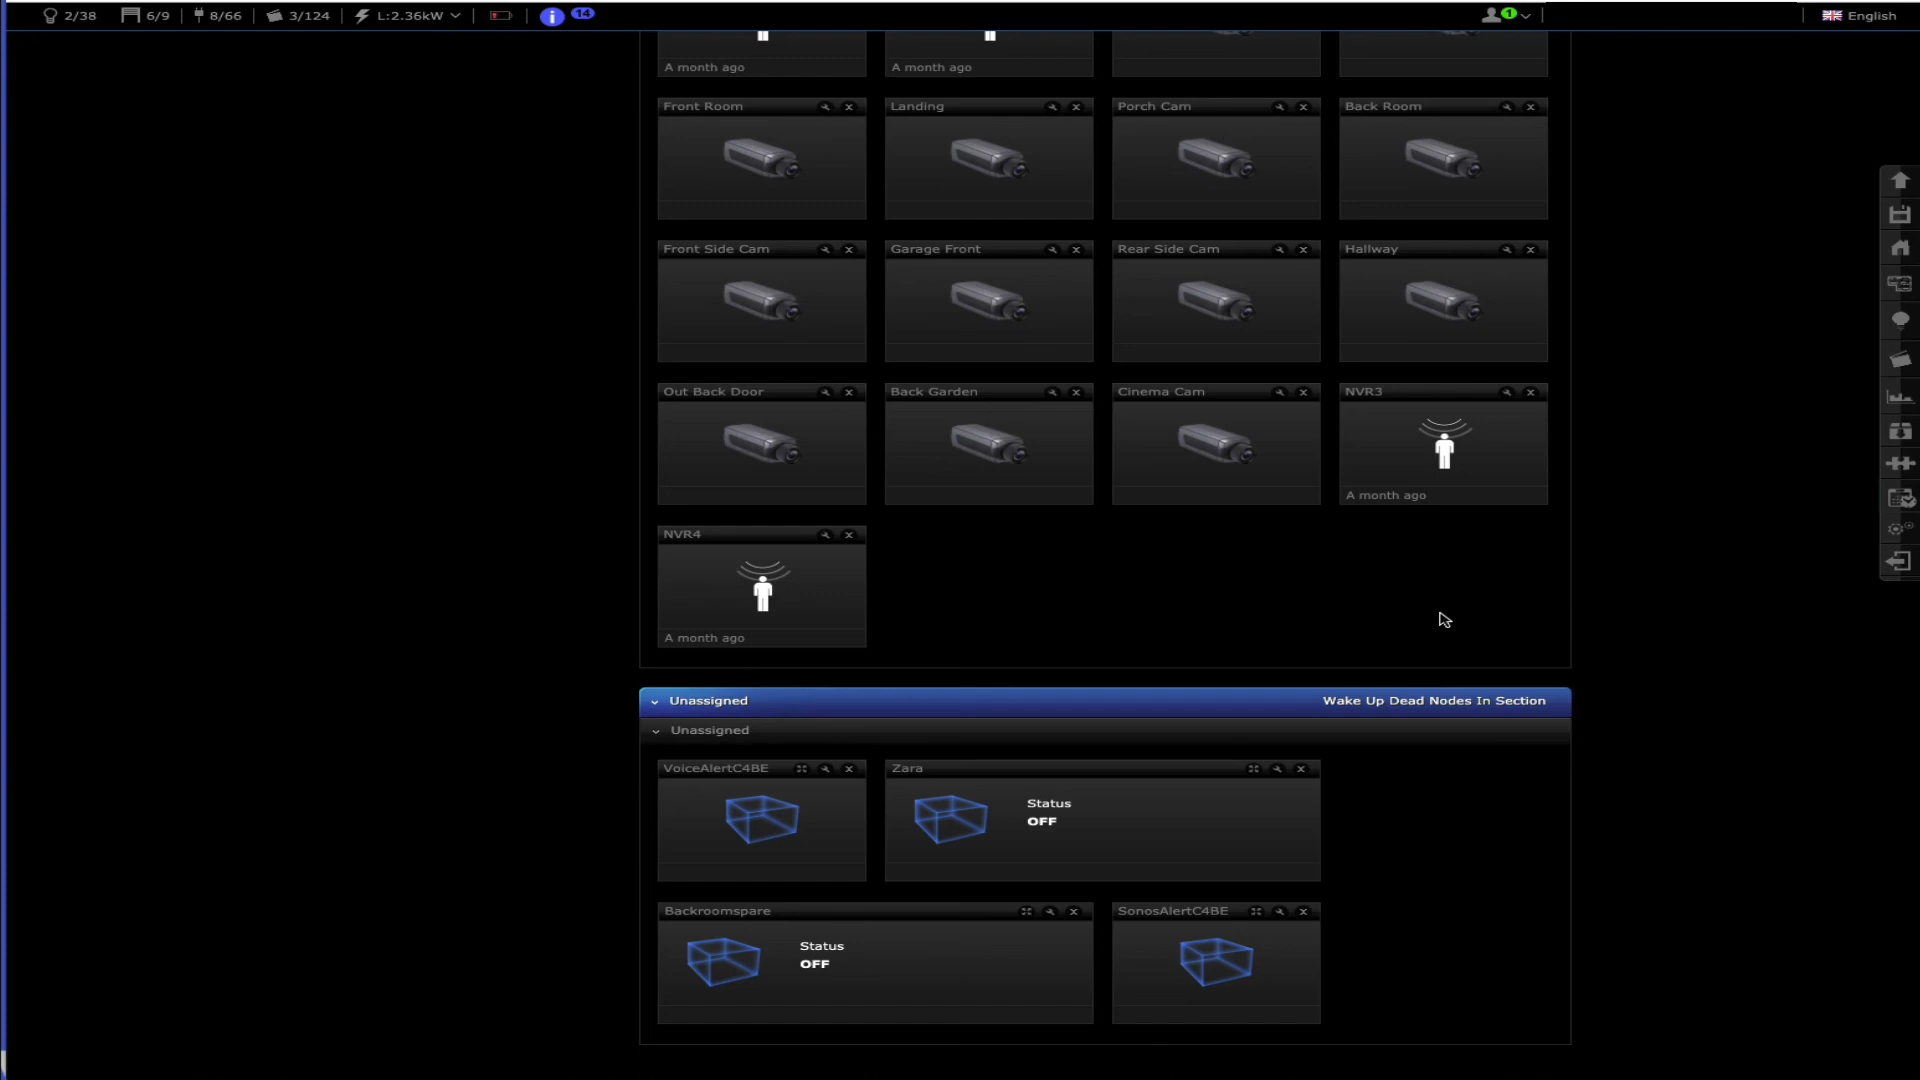 2/38 6/9 8/66 3/124 L:2.36kW i 14 1 English
A month ago A month ago
Front Room Landing Porch Cam Back Room
Front Side Cam Garage Front Rear Side Cam Hallway
Out Back Door Back Garden Cinema Cam NVR3
A month ago
NVR4
A month ago
Unassigned Wake Up Dead Nodes In Section
Unassigned
VoiceAlertC4BE Zara
Status
OFF
Backroomspare SonosAlertC4BE
Status
OFF